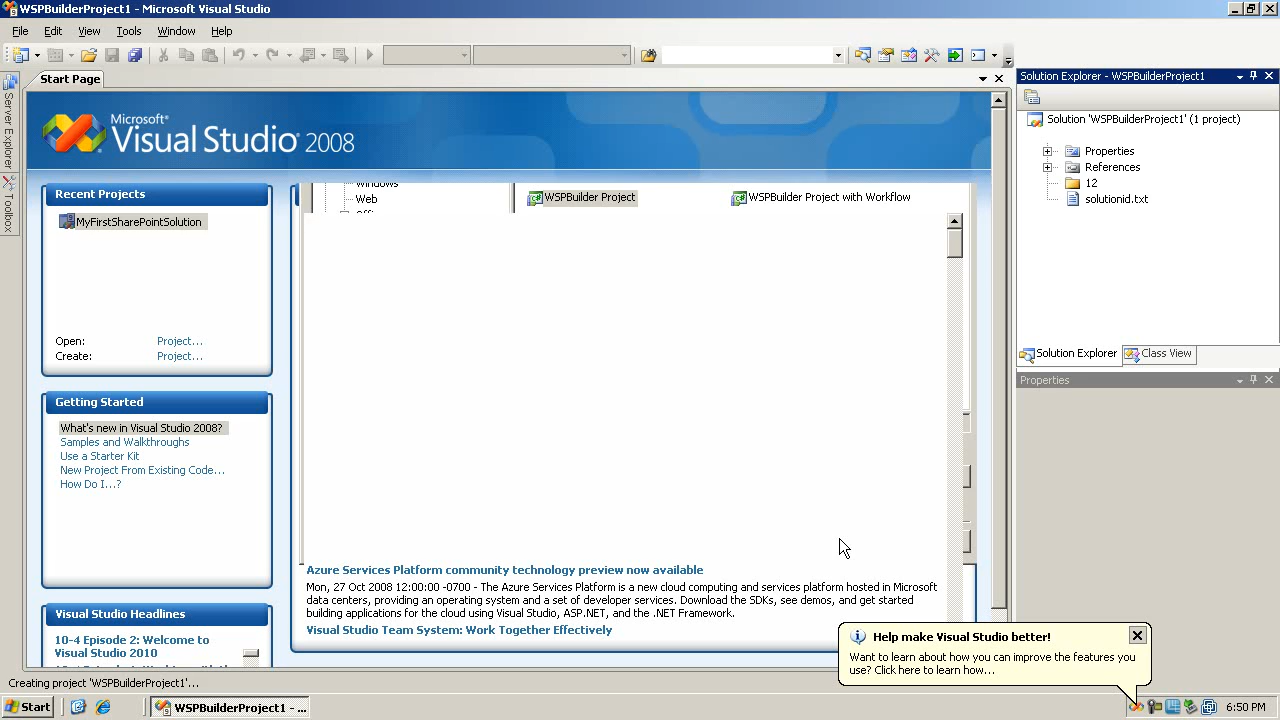 WSPBuilderProject1 - Microsoft Visual Studio
File Edit View Tools Window Help
Start Page
Server Explorer
Toolbox
Microsoft®
Visual Studio 2008
Recent Projects
MyFirstSharePointSolution
Open: Project...
Create: Project...
Getting Started
What's new in Visual Studio 2008?
Samples and Walkthroughs
Use a Starter Kit
New Project From Existing Code...
How Do I...?
Visual Studio Headlines
10-4 Episode 2: Welcome to
Visual Studio 2010
Windows
Web
WSPBuilder Project
WSPBuilder Project with Workflow
Azure Services Platform community technology preview now available
Mon, 27 Oct 2008 12:00:00 -0700 - The Azure Services Platform is a new cloud computing and services platform hosted in Microsoft
data centers, providing an operating system and a set of developer services. Download the SDKs, see demos, and get started
building applications for the cloud using Visual Studio, ASP.NET, and the .NET Framework.
Visual Studio Team System: Work Together Effectively
Solution Explorer - WSPBuilderProject1
Solution 'WSPBuilderProject1' (1 project)
Properties
References
12
solutionid.txt
Solution Explorer
Class View
Properties
Help make Visual Studio better!
Want to learn about how you can improve the features you
use? Click here to learn how...
Creating project 'WSPBuilderProject1'...
Start
WSPBuilderProject1 - ...
6:50 PM